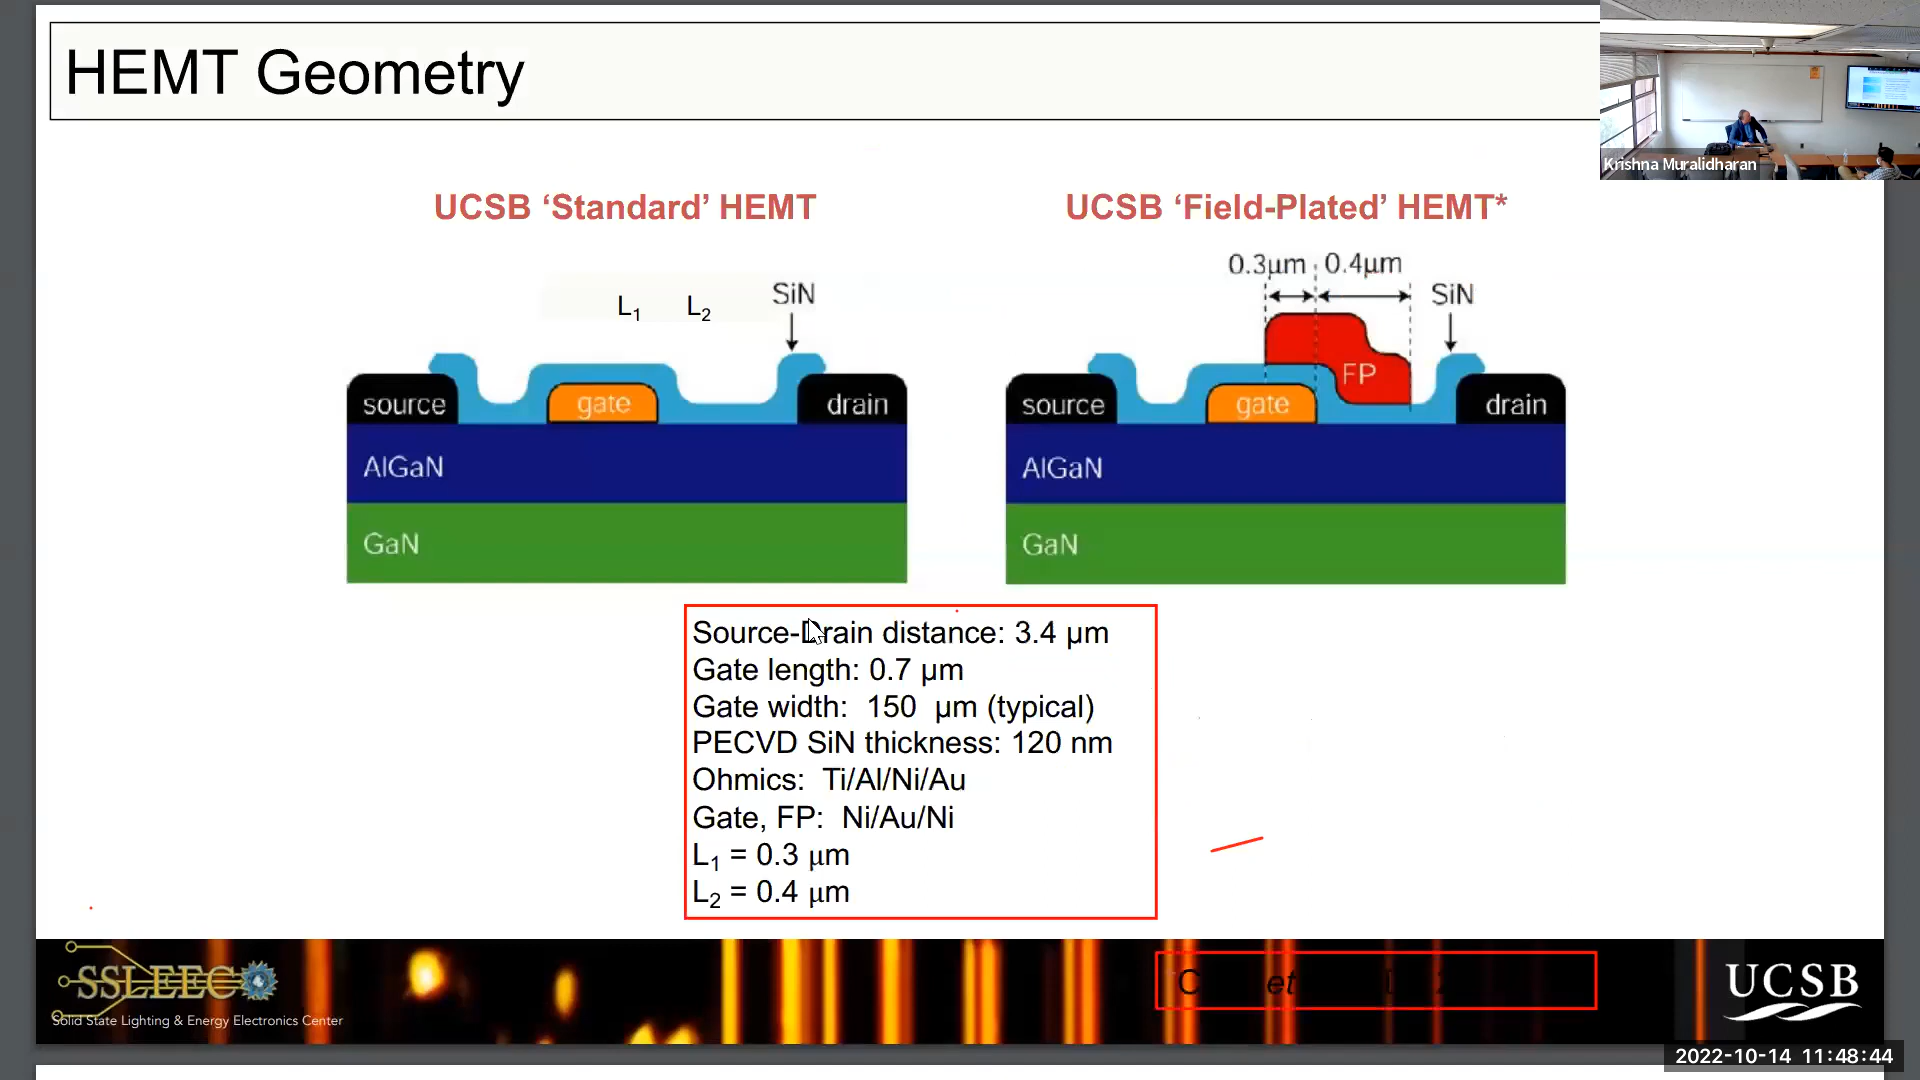 HEMT Geometry
Krishna Muralidharan
UCSB ‘Standard’ HEMT
L1 L2 SiN
source gate drain
AlGaN
GaN
UCSB ‘Field-Plated’ HEMT*
0.3µm 0.4µm
SiN
FP
source gate drain
AlGaN
GaN
Source-Drain distance: 3.4 µm
Gate length: 0.7 µm
Gate width: 150 µm (typical)
PECVD SiN thickness: 120 nm
Ohmics: Ti/Al/Ni/Au
Gate, FP: Ni/Au/Ni
L1 = 0.3 µm
L2 = 0.4 µm
SSLEEC
Solid State Lighting & Energy Electronics Center
et
UCSB
2022-10-14 11:48:44